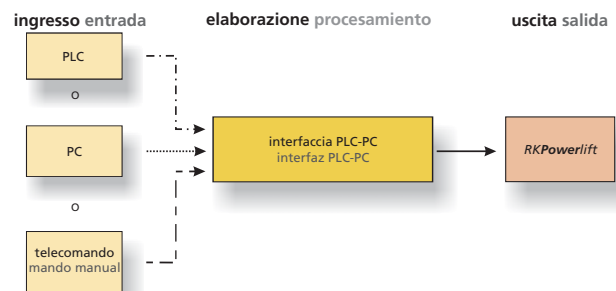 ingresso entrada
elaborazione procesamiento
uscita salida
PLC
o
PC
o
telecomando
mando manual
interfaccia PLC-PC
interfaz PLC-PC
RKPowerlift